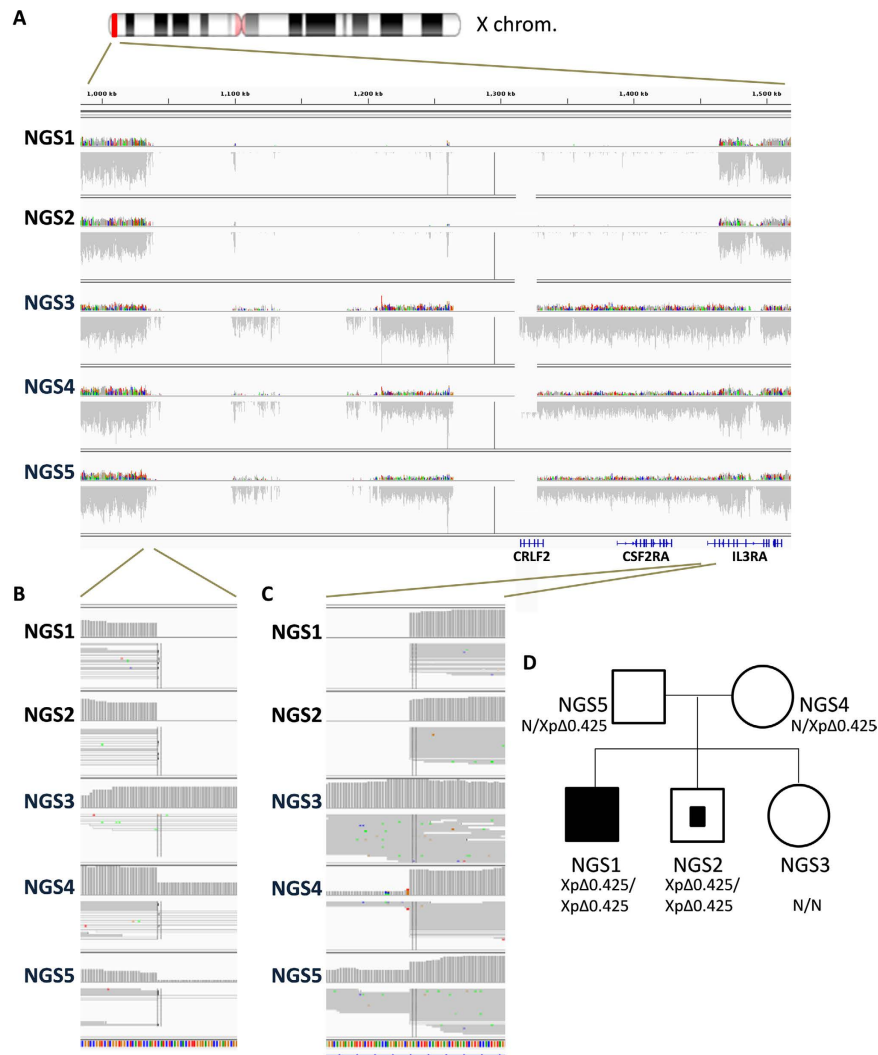 A
X chrom.
1,000 kb
1,100 kb
1,200 kb
1,300 kb
1,400 kb
1,500 kb
NGS1
NGS2
NGS3
NGS4
NGS5
CRLF2
CSF2RA
IL3RA
B
NGS1
NGS2
NGS3
NGS4
NGS5
C
NGS1
NGS2
NGS3
NGS4
NGS5
D
NGS5
N/XpΔ0.425
NGS4
N/XpΔ0.425
NGS1
XpΔ0.425/
XpΔ0.425
NGS2
XpΔ0.425/
XpΔ0.425
NGS3
N/N